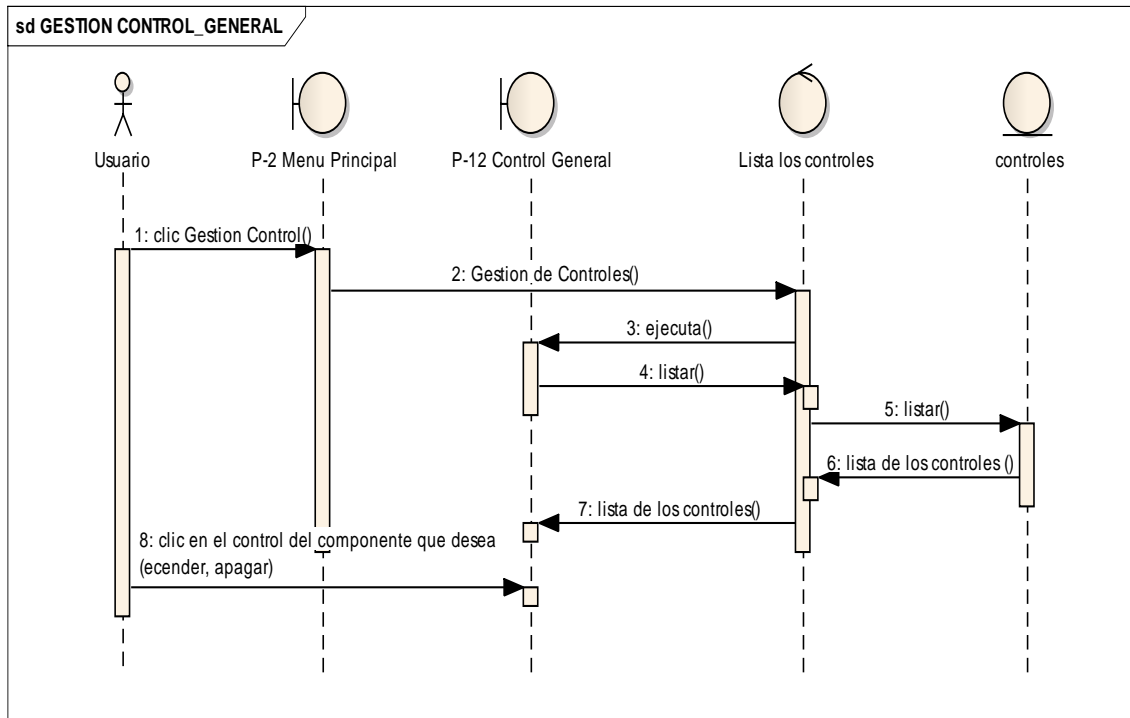 sd GESTION CONTROL_GENERAL
Usuario
P-2 Menu Principal
P-12 Control General
Lista los controles
controles
1: clic Gestion Control()
2: Gestion de Controles()
3: ejecuta()
4: listar()
5: listar()
6: lista de los controles ()
7: lista de los controles()
8: clic en el control del componente que desea
(ecender, apagar)